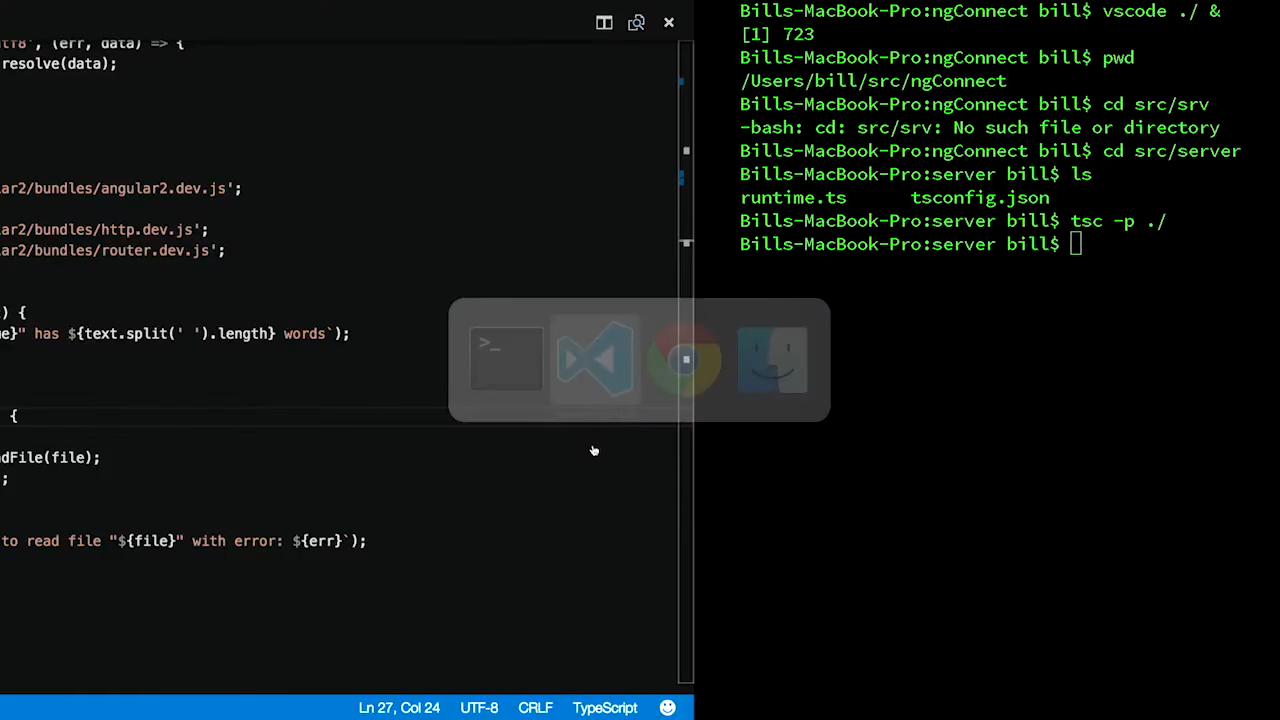 tf8', (err, data) => {
resolve(data);
lar2/bundles/angular2.dev.js';
lar2/bundles/http.dev.js';
lar2/bundles/router.dev.js';
) {
e}" has ${text.split(' ').length} words`);
{
adFile(file);
;
to read file "${file}" with error: ${err}`);
Ln 27, Col 24 UTF-8 CRLF TypeScript
Bills-MacBook-Pro:ngConnect bill$ vscode ./ &
[1] 723
Bills-MacBook-Pro:ngConnect bill$ pwd
/Users/bill/src/ngConnect
Bills-MacBook-Pro:ngConnect bill$ cd src/srv
-bash: cd: src/srv: No such file or directory
Bills-MacBook-Pro:ngConnect bill$ cd src/server
Bills-MacBook-Pro:server bill$ ls
runtime.ts tsconfig.json
Bills-MacBook-Pro:server bill$ tsc -p ./
Bills-MacBook-Pro:server bill$
>_